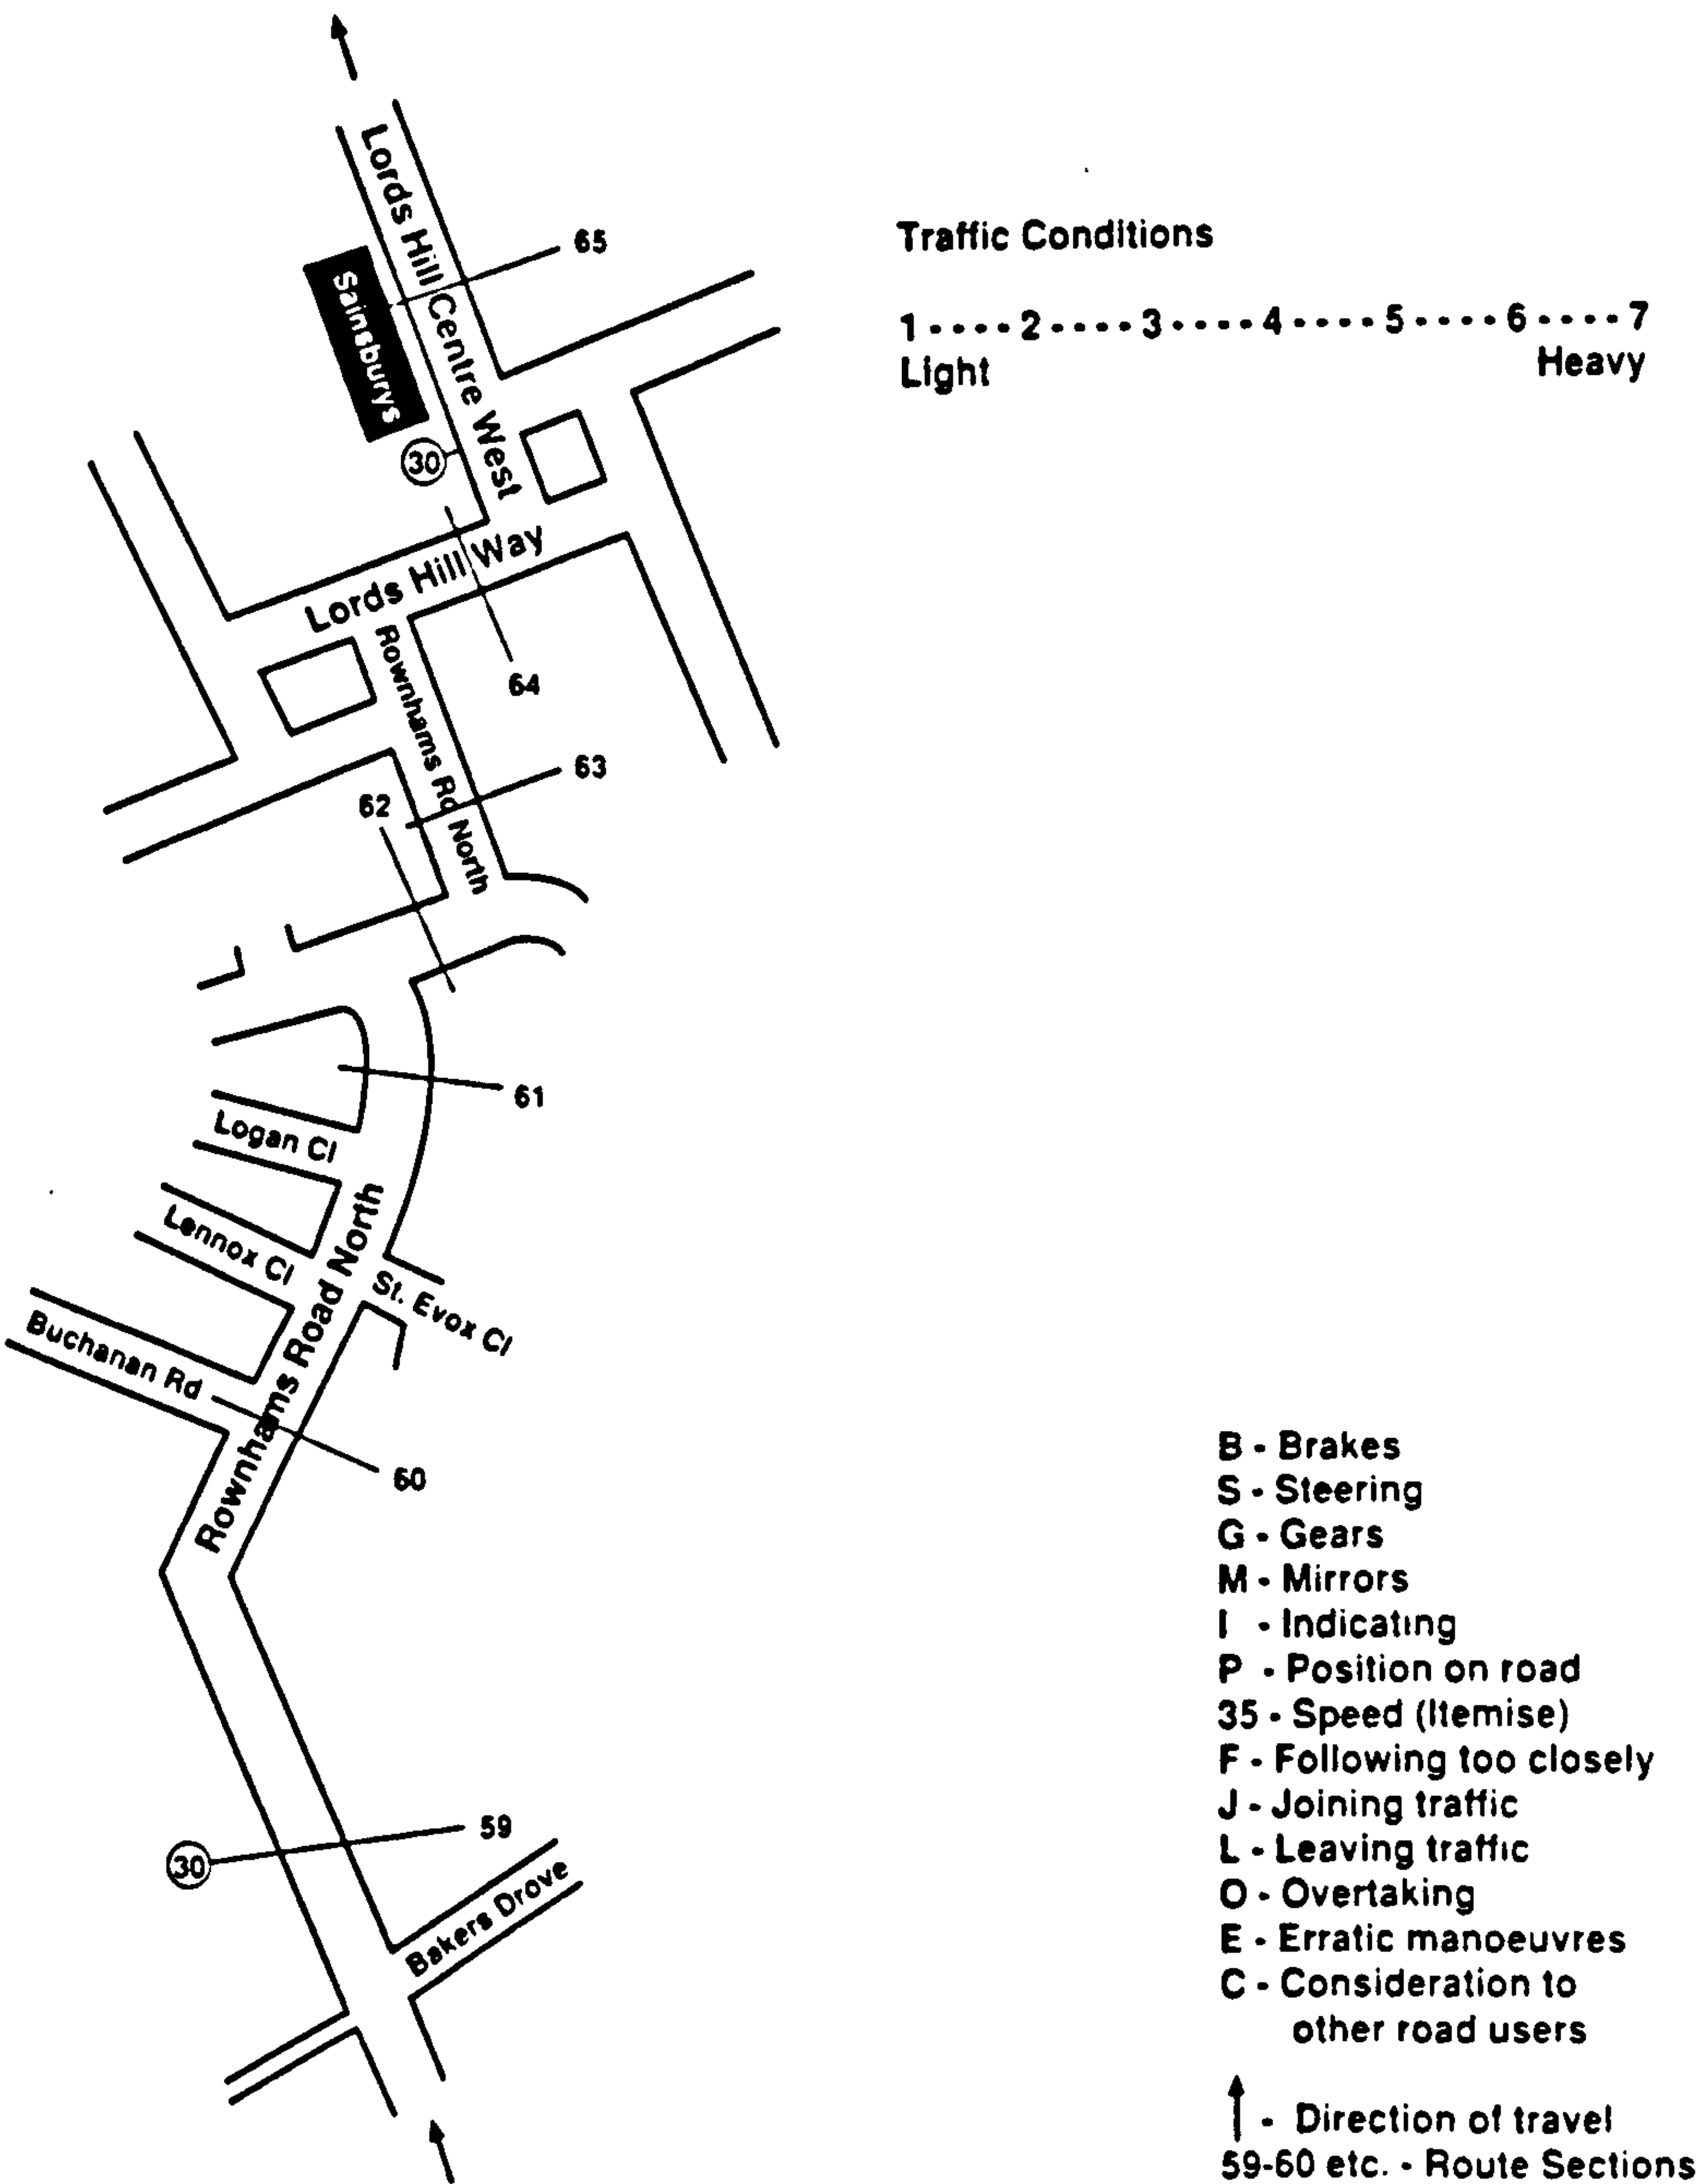 Lords Hill Centre West
65
Sainsburys
30
Traffic Conditions
1 ---- 2 ---- 3 ---- 4 ---- 5 ---- 6 ---- 7
Light
Heavy
Lords Hill Way
64
Rownhams Rd North
63
62
61
Logan Cl
Lennox Cl
Buchanan Rd
St. Evox Cl
Rownhams Road North
60
59
30
Bakers Drove
B - Brakes
S - Steering
G - Gears
M - Mirrors
I - Indicating
P - Position on road
35 - Speed (Itemise)
F - Following too closely
J - Joining traffic
L - Leaving traffic
O - Overtaking
E - Erratic manoeuvres
C - Consideration to
other road users
- Direction of travel
59-60 etc. - Route Sections